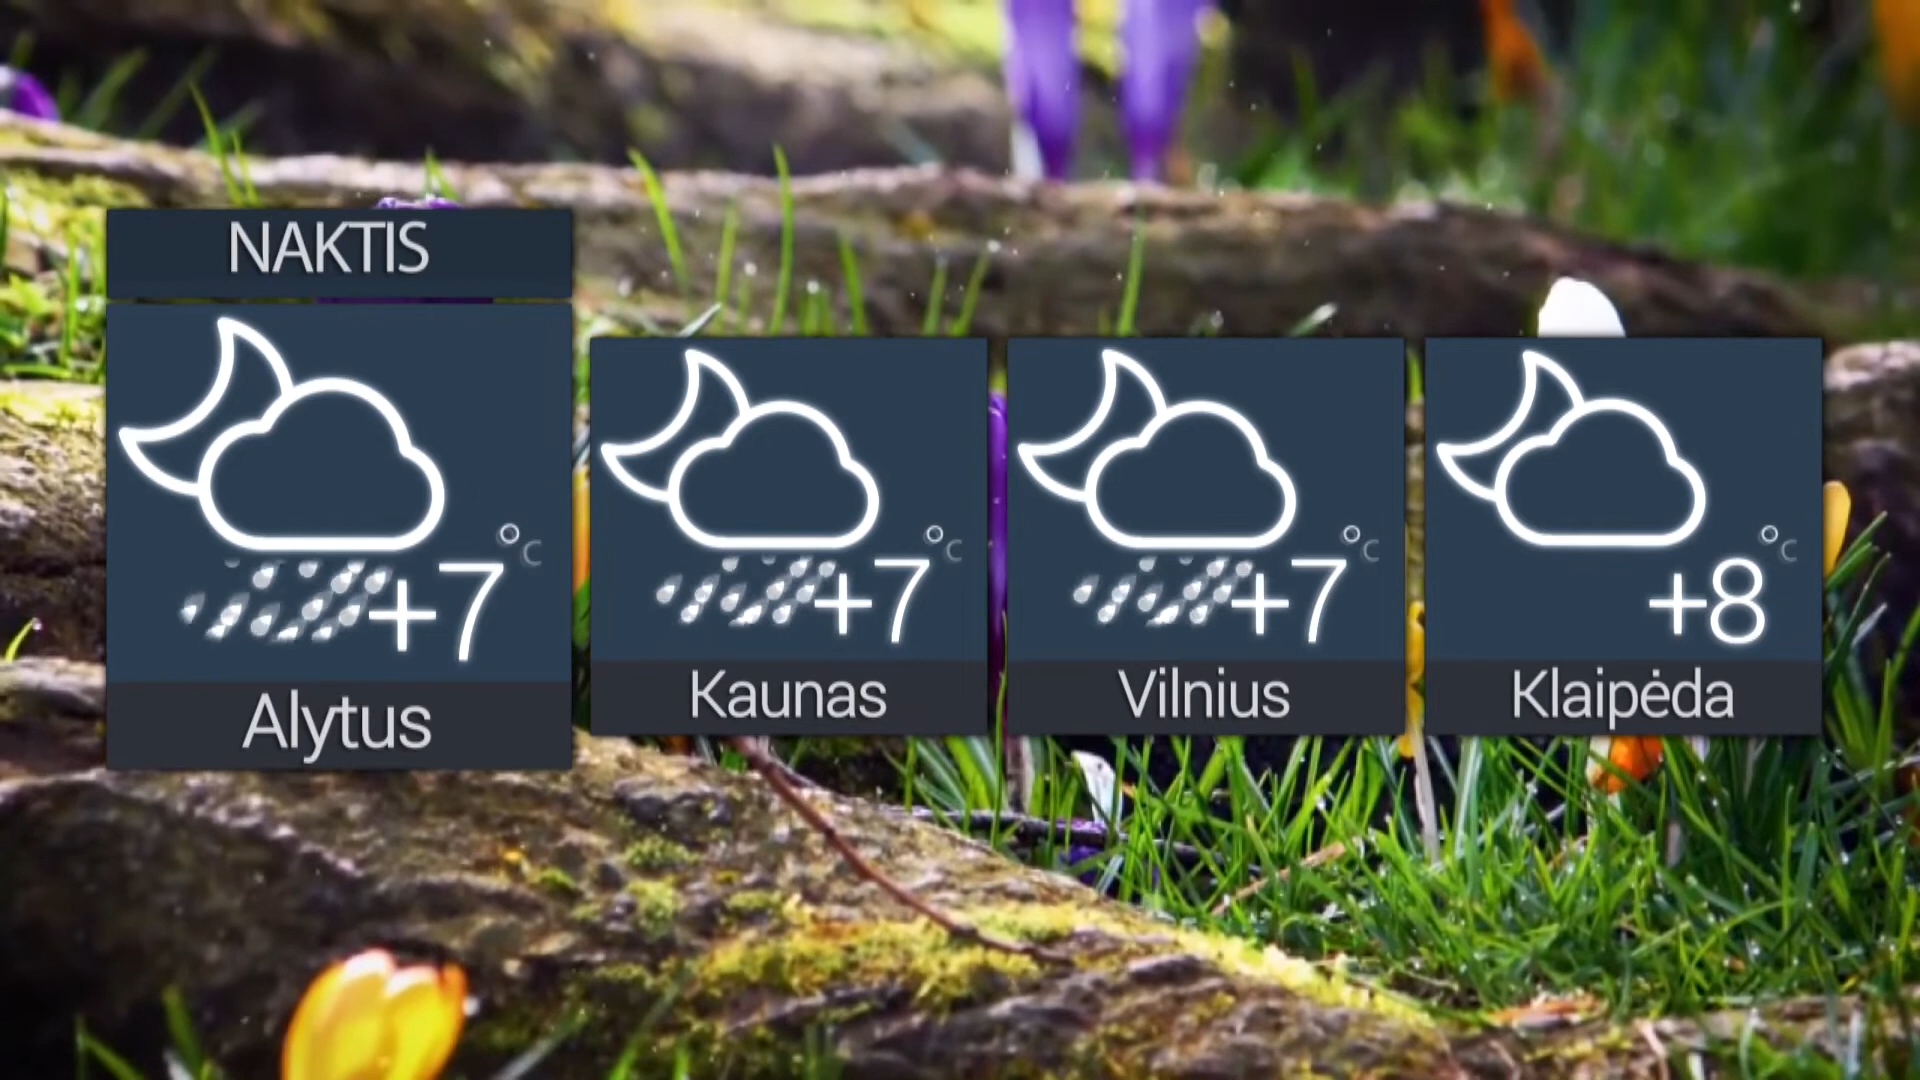 NAKTIS
+7 °C
Alytus
+7 °C
Kaunas
+7 °C
Vilnius
+8 °C
Klaipėda